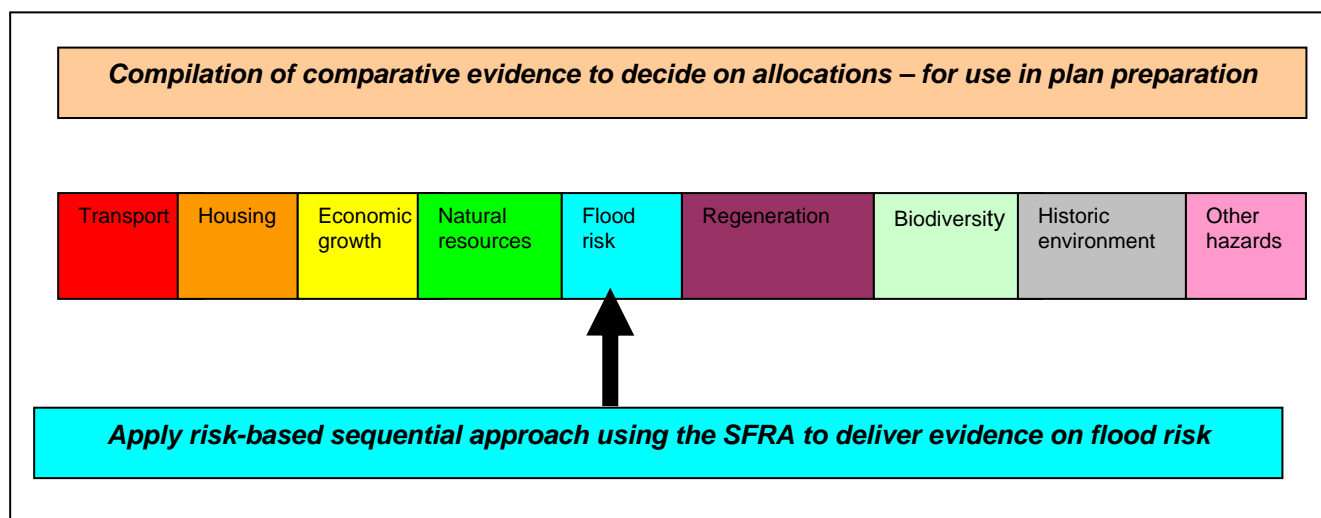 Compilation of comparative evidence to decide on allocations – for use in plan preparation
Transport
Housing
Economic
growth
Natural
resources
Flood
risk
Regeneration
Biodiversity
Historic
environment
Other
hazards
Apply risk-based sequential approach using the SFRA to deliver evidence on flood risk